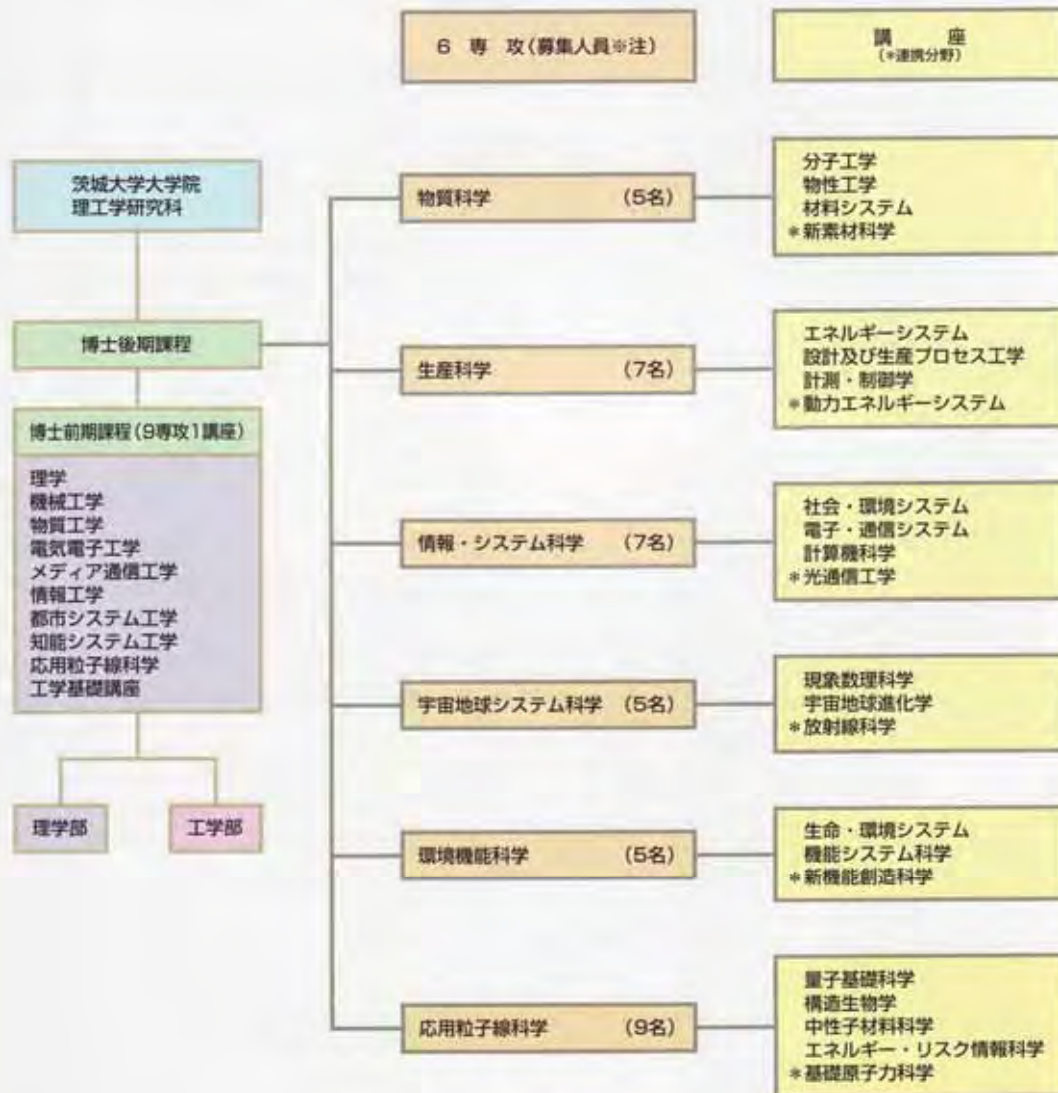 6 専 攻(募集人員※注)
講 座
(*連携分野)
茨城大学大学院
理工学研究科
博士後期課程
博士前期課程(9専攻1講座)
理学
機械工学
物質工学
電気電子工学
メディア通信工学
情報工学
都市システム工学
知能システム工学
応用粒子線科学
工学基礎講座
理学部
工学部
物質科学 (5名)
分子工学
物性工学
材料システム
*新素材科学
生産科学 (7名)
エネルギーシステム
設計及び生産プロセス工学
計測・制御学
*動力エネルギーシステム
情報・システム科学 (7名)
社会・環境システム
電子・通信システム
計算機科学
*光通信工学
宇宙地球システム科学 (5名)
現象数理科学
宇宙地球進化学
*放射線科学
環境機能科学 (5名)
生命・環境システム
機能システム科学
*新機能創造科学
応用粒子線科学 (9名)
量子基礎科学
構造生物学
中性子材料科学
エネルギー・リスク情報科学
*基礎原子力科学